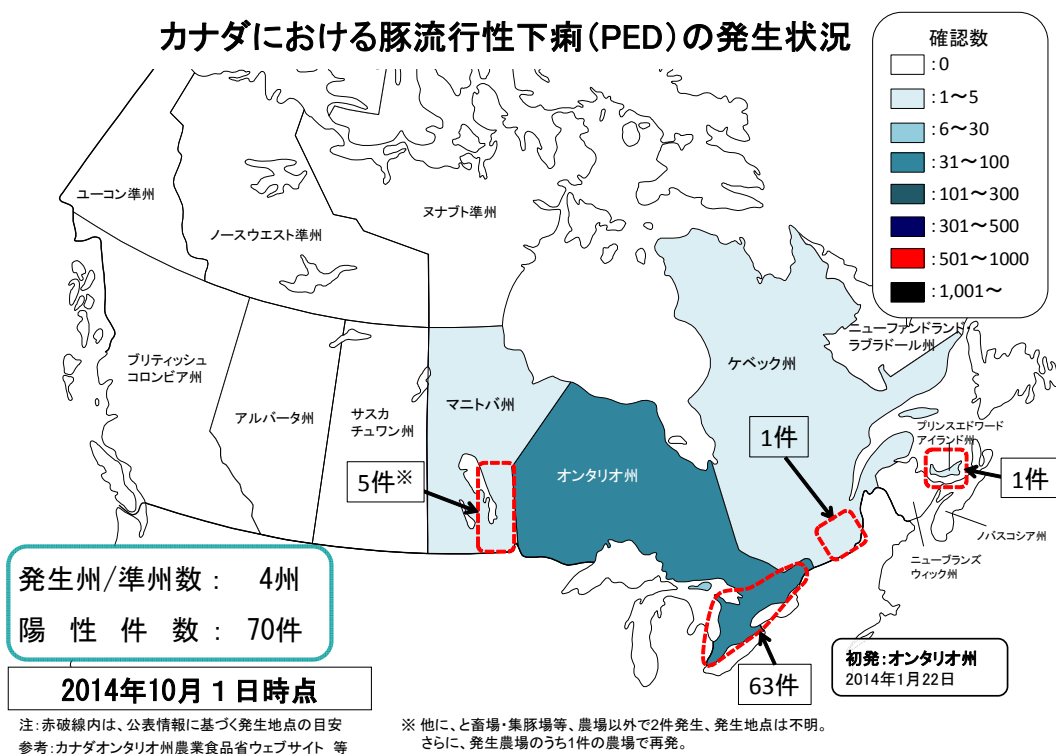 カナダにおける豚流行性下痢(PED)の発生状況
確認数
:0
:1～5
:6～30
:31～100
:101～300
:301～500
:501～1000
:1,001～
ユーコン準州
ノースウエスト準州
ヌナブト準州
ニューファンドランド・
ラブラドール州
ブリティッシュ
コロンビア州
アルバータ州
サスカ
チュワン州
マニトバ州
オンタリオ州
ケベック州
プリンスエドワード
アイランド州
ノバスコシア州
ニューブランズ
ウィック州
5件※
1件
1件
63件
発生州/準州数: 4州
陽性件数: 70件
2014年10月1日時点
初発:オンタリオ州
2014年1月22日
注:赤破線内は、公表情報に基づく発生地点の目安
参考:カナダオンタリオ州農業食品省ウェブサイト 等
※ 他に、と畜場・集豚場等、農場以外で2件発生、発生地点は不明。
さらに、発生農場のうち1件の農場で再発。